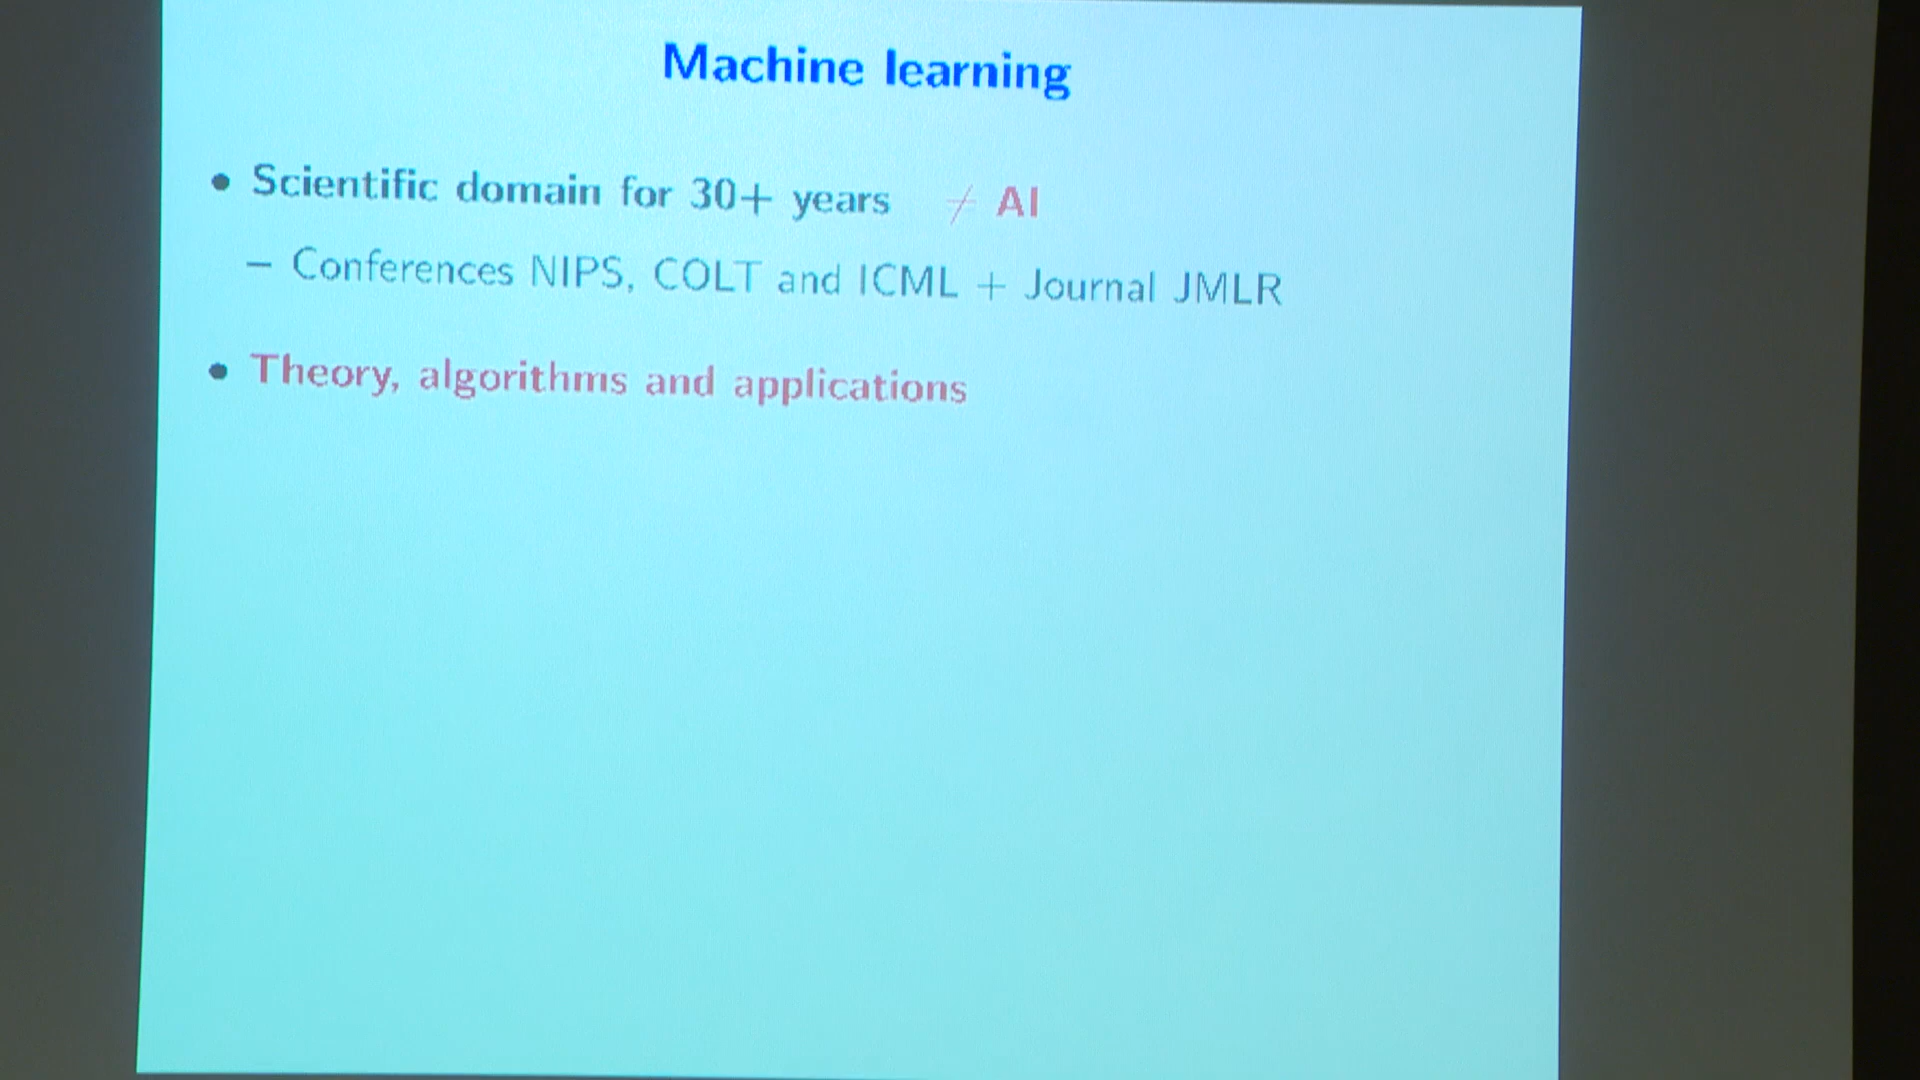 Machine learning
• Scientific domain for 30+ years ≠ AI
– Conferences NIPS, COLT and ICML + Journal JMLR
• Theory, algorithms and applications